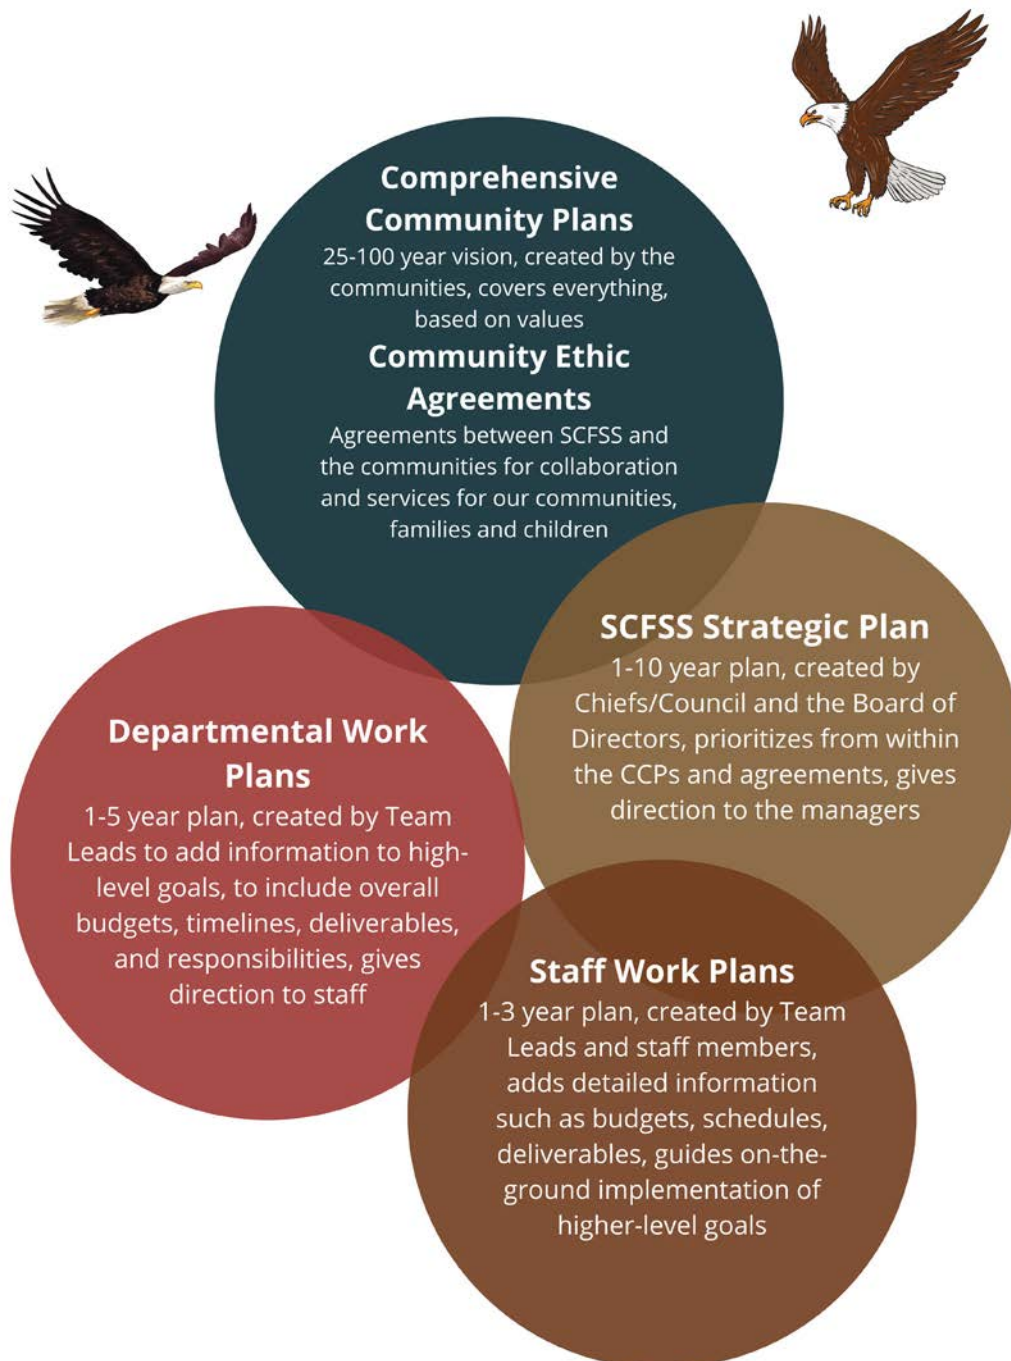 Comprehensive
Community Plans
25-100 year vision, created by the
communities, covers everything,
based on values
Community Ethic
Agreements
Agreements between SCFSS and
the communities for collaboration
and services for our communities,
families and children
SCFSS Strategic Plan
1-10 year plan, created by
Chiefs/Council and the Board of
Directors, prioritizes from within
the CCPs and agreements, gives
direction to the managers
Departmental Work
Plans
1-5 year plan, created by Team
Leads to add information to high-
level goals, to include overall
budgets, timelines, deliverables,
and responsibilities, gives
direction to staff
Staff Work Plans
1-3 year plan, created by Team
Leads and staff members,
adds detailed information
such as budgets, schedules,
deliverables, guides on-the-
ground implementation of
higher-level goals